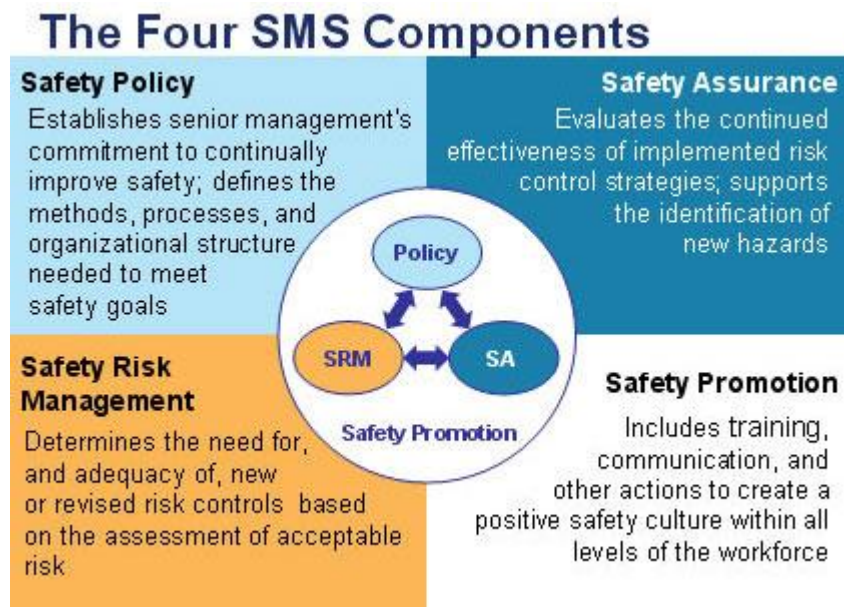 The Four SMS Components
Safety Policy
Establishes senior management's
commitment to continually
improve safety; defines the
methods, processes, and
organizational structure
needed to meet
safety goals
Safety Assurance
Evaluates the continued
effectiveness of implemented risk
control strategies; supports
the identification of
new hazards
Policy
SRM
SA
Safety Promotion
Safety Risk
Management
Determines the need for,
and adequacy of, new
or revised risk controls based
on the assessment of acceptable
risk
Safety Promotion
Includes training,
communication, and
other actions to create a
positive safety culture within all
levels of the workforce